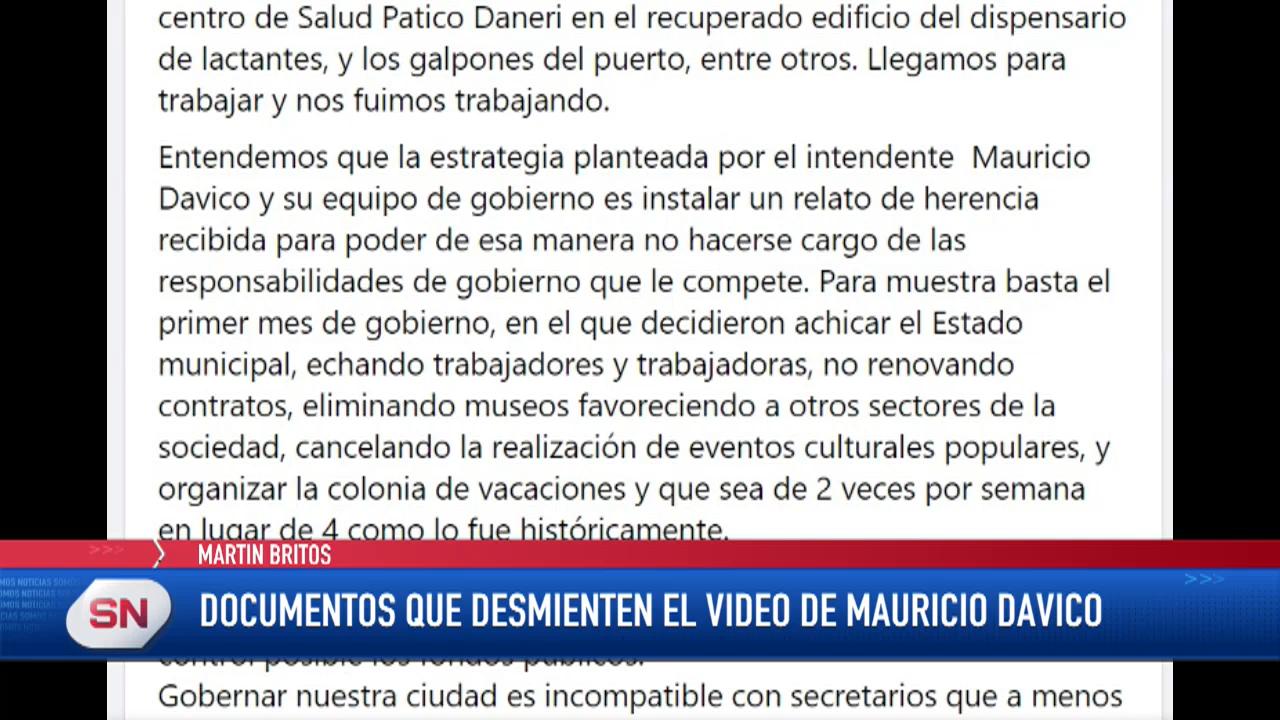 centro de Salud Patico Daneri en el recuperado edificio del dispensario
de lactantes, y los galpones del puerto, entre otros. Llegamos para
trabajar y nos fuimos trabajando.
Entendemos que la estrategia planteada por el intendente Mauricio
Davico y su equipo de gobierno es instalar un relato de herencia
recibida para poder de esa manera no hacerse cargo de las
responsabilidades de gobierno que le compete. Para muestra basta el
primer mes de gobierno, en el que decidieron achicar el Estado
municipal, echando trabajadores y trabajadoras, no renovando
contratos, eliminando museos favoreciendo a otros sectores de la
sociedad, cancelando la realización de eventos culturales populares, y
organizar la colonia de vacaciones y que sea de 2 veces por semana
en lugar de 4 como lo fue históricamente.
>>> MARTIN BRITOS
SN DOCUMENTOS QUE DESMIENTEN EL VIDEO DE MAURICIO DAVICO
>>>
control posible los fondos públicos.
Gobernar nuestra ciudad es incompatible con secretarios que a menos